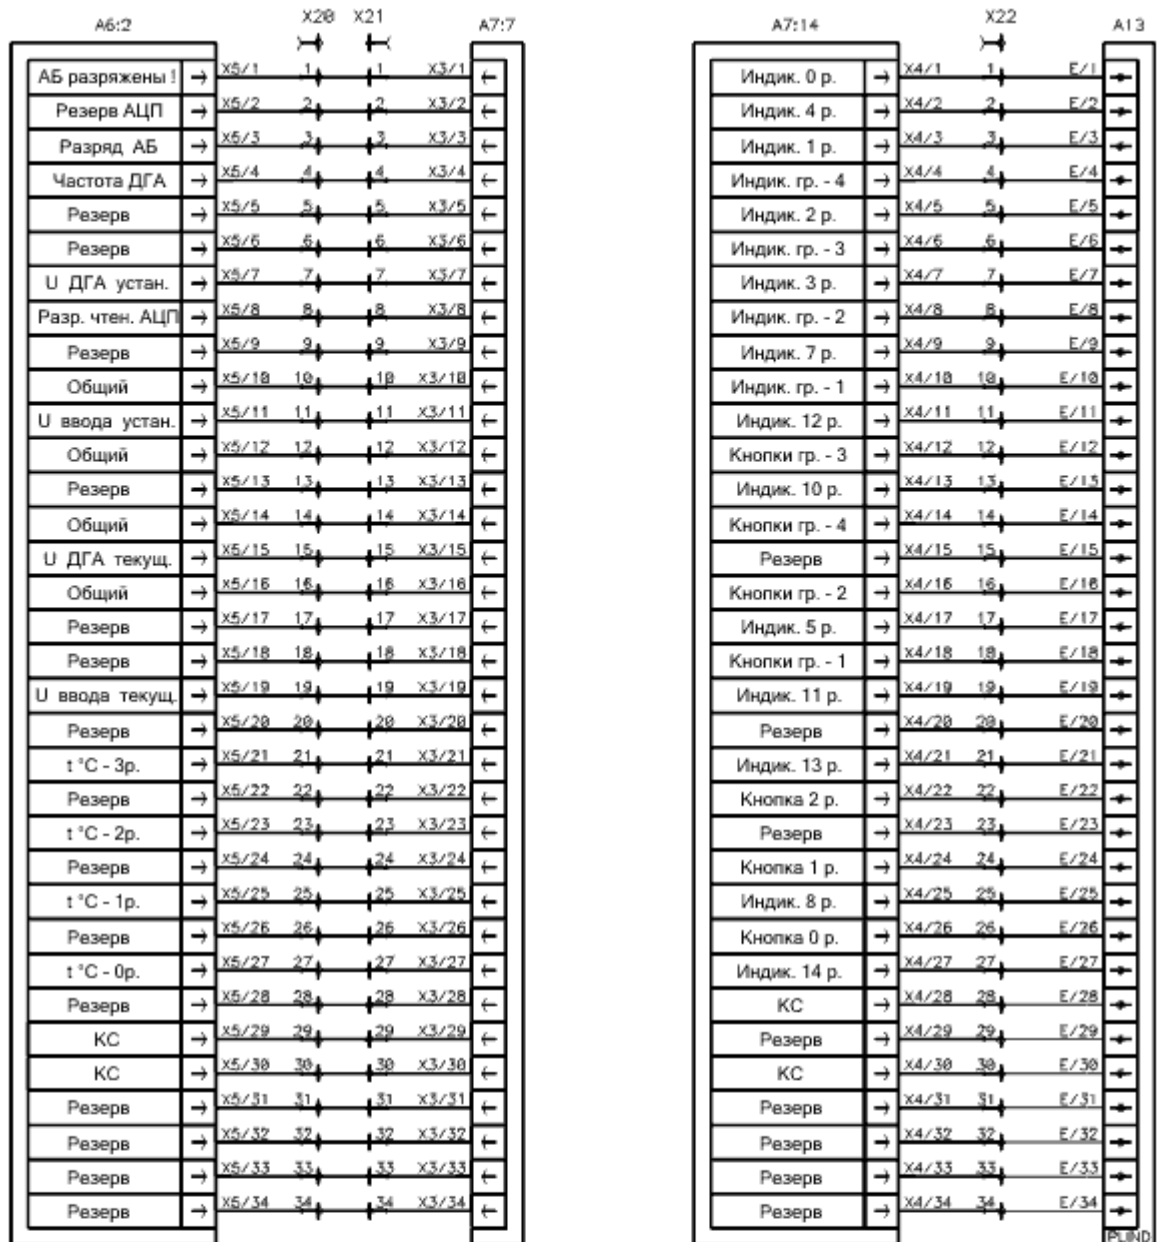 A6:2 X20 X21 A7:7
АБ разряжены ! X5/1 1 1 X3/1
Резерв АЦП X5/2 2 2 X3/2
Разряд АБ X5/3 3 3 X3/3
Частота ДГА X5/4 4 4 X3/4
Резерв X5/5 5 5 X3/5
Резерв X5/6 6 6 X3/6
U ДГА устан. X5/7 7 7 X3/7
Разр. чтен. АЦП X5/8 8 8 X3/8
Резерв X5/9 9 9 X3/9
Общий X5/10 10 10 X3/10
U ввода устан. X5/11 11 11 X3/11
Общий X5/12 12 12 X3/12
Резерв X5/13 13 13 X3/13
Общий X5/14 14 14 X3/14
U ДГА текущ. X5/15 15 15 X3/15
Общий X5/16 16 16 X3/16
Резерв X5/17 17 17 X3/17
Резерв X5/18 18 18 X3/18
U ввода текущ. X5/19 19 19 X3/19
Резерв X5/20 20 20 X3/20
t °C - 3р. X5/21 21 21 X3/21
Резерв X5/22 22 22 X3/22
t °C - 2р. X5/23 23 23 X3/23
Резерв X5/24 24 24 X3/24
t °C - 1р. X5/25 25 25 X3/25
Резерв X5/26 26 26 X3/26
t °C - 0р. X5/27 27 27 X3/27
Резерв X5/28 28 28 X3/28
КС X5/29 29 29 X3/29
КС X5/30 30 30 X3/30
Резерв X5/31 31 31 X3/31
Резерв X5/32 32 32 X3/32
Резерв X5/33 33 33 X3/33
Резерв X5/34 34 34 X3/34
A7:14 X22 A13
Индик. 0 р. X4/1 1 E/1
Индик. 4 р. X4/2 2 E/2
Индик. 1 р. X4/3 3 E/3
Индик. гр. - 4 X4/4 4 E/4
Индик. 2 р. X4/5 5 E/5
Индик. гр. - 3 X4/6 6 E/6
Индик. 3 р. X4/7 7 E/7
Индик. гр. - 2 X4/8 8 E/8
Индик. 7 р. X4/9 9 E/9
Индик. гр. - 1 X4/10 10 E/10
Индик. 12 р. X4/11 11 E/11
Кнопки гр. - 3 X4/12 12 E/12
Индик. 10 р. X4/13 13 E/13
Кнопки гр. - 4 X4/14 14 E/14
Резерв X4/15 15 E/15
Кнопки гр. - 2 X4/16 16 E/16
Индик. 5 р. X4/17 17 E/17
Кнопки гр. - 1 X4/18 18 E/18
Индик. 11 р. X4/19 19 E/19
Резерв X4/20 20 E/20
Индик. 13 р. X4/21 21 E/21
Кнопка 2 р. X4/22 22 E/22
Резерв X4/23 23 E/23
Кнопка 1 р. X4/24 24 E/24
Индик. 8 р. X4/25 25 E/25
Кнопка 0 р. X4/26 26 E/26
Индик. 14 р. X4/27 27 E/27
КС X4/28 28 E/28
Резерв X4/29 29 E/29
КС X4/30 30 E/30
Резерв X4/31 31 E/31
Резерв X4/32 32 E/32
Резерв X4/33 33 E/33
Резерв X4/34 34 E/34
PLIND